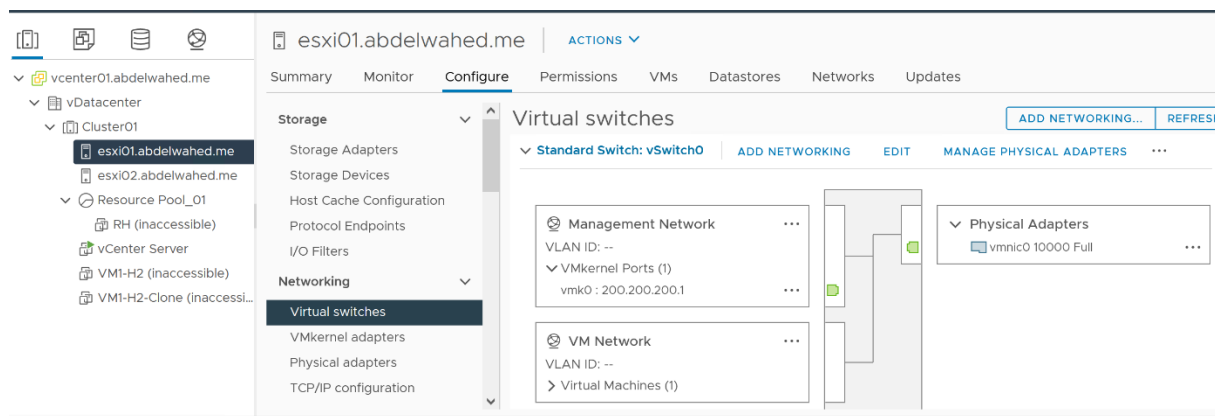 esxi01.abdelwahed.me
ACTIONS
vcenter01.abdelwahed.me
vDatacenter
Cluster01
esxi01.abdelwahed.me
esxi02.abdelwahed.me
Resource Pool_01
RH (inaccessible)
vCenter Server
VM1-H2 (inaccessible)
VM1-H2-Clone (inaccessi...
Summary Monitor Configure Permissions VMs Datastores Networks Updates
Storage
Storage Adapters
Storage Devices
Host Cache Configuration
Protocol Endpoints
I/O Filters
Networking
Virtual switches
VMkernel adapters
Physical adapters
TCP/IP configuration
Virtual switches
ADD NETWORKING... REFRESH
Standard Switch: vSwitch0 ADD NETWORKING EDIT MANAGE PHYSICAL ADAPTERS ...
Management Network ...
VLAN ID: --
VMkernel Ports (1)
vmk0 : 200.200.200.1 ...
VM Network ...
VLAN ID: --
Virtual Machines (1)
Physical Adapters
vmnic0 10000 Full ...